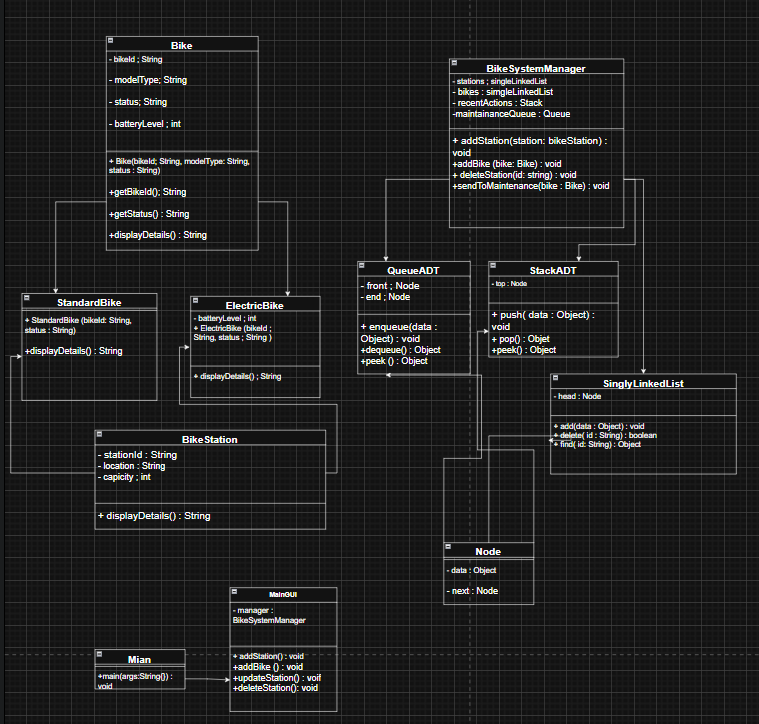 Bike
- bikeId ; String
- modelType; String
- status; String
- batteryLevel ; int
+ Bike(bikeId; String, modelType: String,
status : String)
+getBikeId(); String
+getStatus() : String
+displayDetails() : String
BikeSystemManager
- stations ; singleLinkedList
- bikes : simgleLinkedList
- recentActions : Stack
-maintainanceQueue : Queue
+ addStation(station: bikeStation) :
void
+addBike (bike: Bike) : void
+ deleteStation(id: string) : void
+sendToMaintenance(bike : Bike) : void
StandardBike
+ StandardBike (bikeId: String,
status : String)
+displayDetails() : String
ElectricBike
- batteryLevel ; int
+ ElectricBike (bikeId ;
String, status ; String )
+ displayDetails() ; String
QueueADT
- front ; Node
- end ; Node
+ enqueue(data :
Object) : void
+dequeue() : Object
+peek () : Object
StackADT
- top : Node
+ push( data : Object) :
void
+ pop() : Objet
+peek() : Object
SinglyLinkedList
- head : Node
+ add(data : Object) : void
+ delete( id : String) : boolean
+ find( id: String) : Object
BikeStation
- stationId : String
- location : String
- capicity ; int
+ displayDetails() : String
Node
- data : Object
- next : Node
MainGUI
- manager :
BikeSystemManager
+ addStation() : void
+addBike () : void
+updateStation() : voif
+deleteStation(): void
Mian
+main(args:String[]) :
void